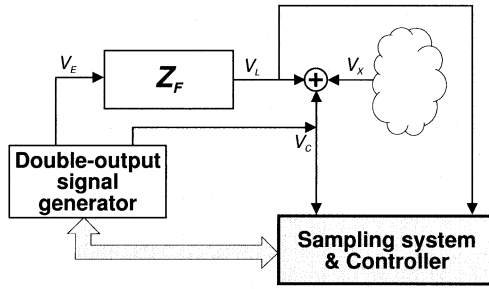 V_E
Z_F
V_L
+
V_X
V_C
Double-output
signal
generator
Sampling system
& Controller